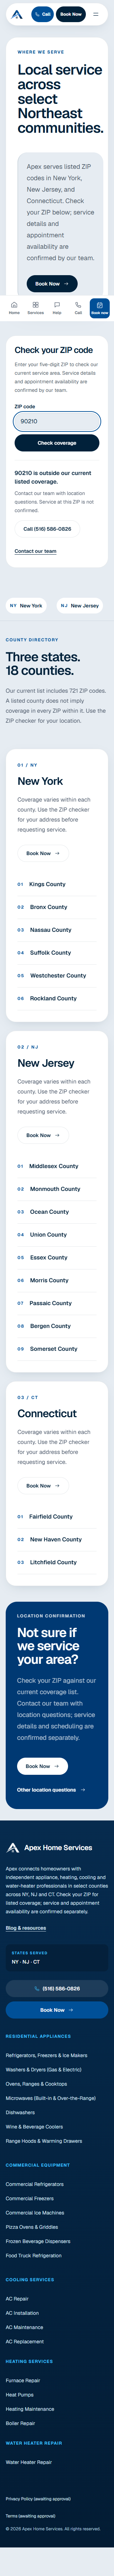 Call
Book Now
WHERE WE SERVE
Local service
across
select
Northeast
communities.
Apex serves listed ZIP
codes in New York,
New Jersey, and
Connecticut. Check
your ZIP below; service
details and
appointment
availability are
confirmed by our team.
Book Now →
Home
Services
Help
Call
Book now
Check your ZIP code
Enter your five-digit ZIP to check our
current coverage area. Service details
and appointment availability are
confirmed by our team.
ZIP code
90210
Check coverage
90210 is outside our current
listed coverage.
Contact our team with location
questions. Service at this ZIP is not
confirmed.
Call (516) 586-0826
Contact our team
NY New York
NJ New Jersey
COUNTY DIRECTORY
Three states.
18 counties.
Our current list includes 721 ZIP codes.
A listed county does not imply
coverage in every ZIP within it. Use the
ZIP checker for your location.
01 / NY
New York
Coverage varies within each
county. Use the ZIP checker
for your address before
requesting service.
Book Now →
01 Kings County
02 Bronx County
03 Nassau County
04 Suffolk County
05 Westchester County
06 Rockland County
02 / NJ
New Jersey
Coverage varies within each
county. Use the ZIP checker
for your address before
requesting service.
Book Now →
01 Middlesex County
02 Monmouth County
03 Ocean County
04 Union County
05 Essex County
06 Morris County
07 Passaic County
08 Bergen County
09 Somerset County
03 / CT
Connecticut
Coverage varies within each
county. Use the ZIP checker
for your address before
requesting service.
Book Now →
01 Fairfield County
02 New Haven County
03 Litchfield County
LOCATION CONFIRMATION
Not sure if
we service
your area?
Check your ZIP against our
current coverage list.
Contact our team with
location questions; service
details and scheduling are
confirmed separately.
Book Now →
Other location questions →
Apex Home Services
Apex connects homeowners with
independent appliance, heating, cooling and
water-heater professionals in select counties
across NY, NJ and CT. Check your ZIP for
listed coverage; service and appointment
availability are confirmed separately.
Blog & resources
STATES SERVED
NY · NJ · CT
(516) 586-0826
Book Now →
RESIDENTIAL APPLIANCES
Refrigerators, Freezers & Ice Makers
Washers & Dryers (Gas & Electric)
Ovens, Ranges & Cooktops
Microwaves (Built-in & Over-the-Range)
Dishwashers
Wine & Beverage Coolers
Range Hoods & Warming Drawers
COMMERCIAL EQUIPMENT
Commercial Refrigerators
Commercial Freezers
Commercial Ice Machines
Pizza Ovens & Griddles
Frozen Beverage Dispensers
Food Truck Refrigeration
COOLING SERVICES
AC Repair
AC Installation
AC Maintenance
AC Replacement
HEATING SERVICES
Furnace Repair
Heat Pumps
Heating Maintenance
Boiler Repair
WATER HEATER REPAIR
Water Heater Repair
Privacy Policy (awaiting approval)
Terms (awaiting approval)
© 2026 Apex Home Services. All rights reserved.